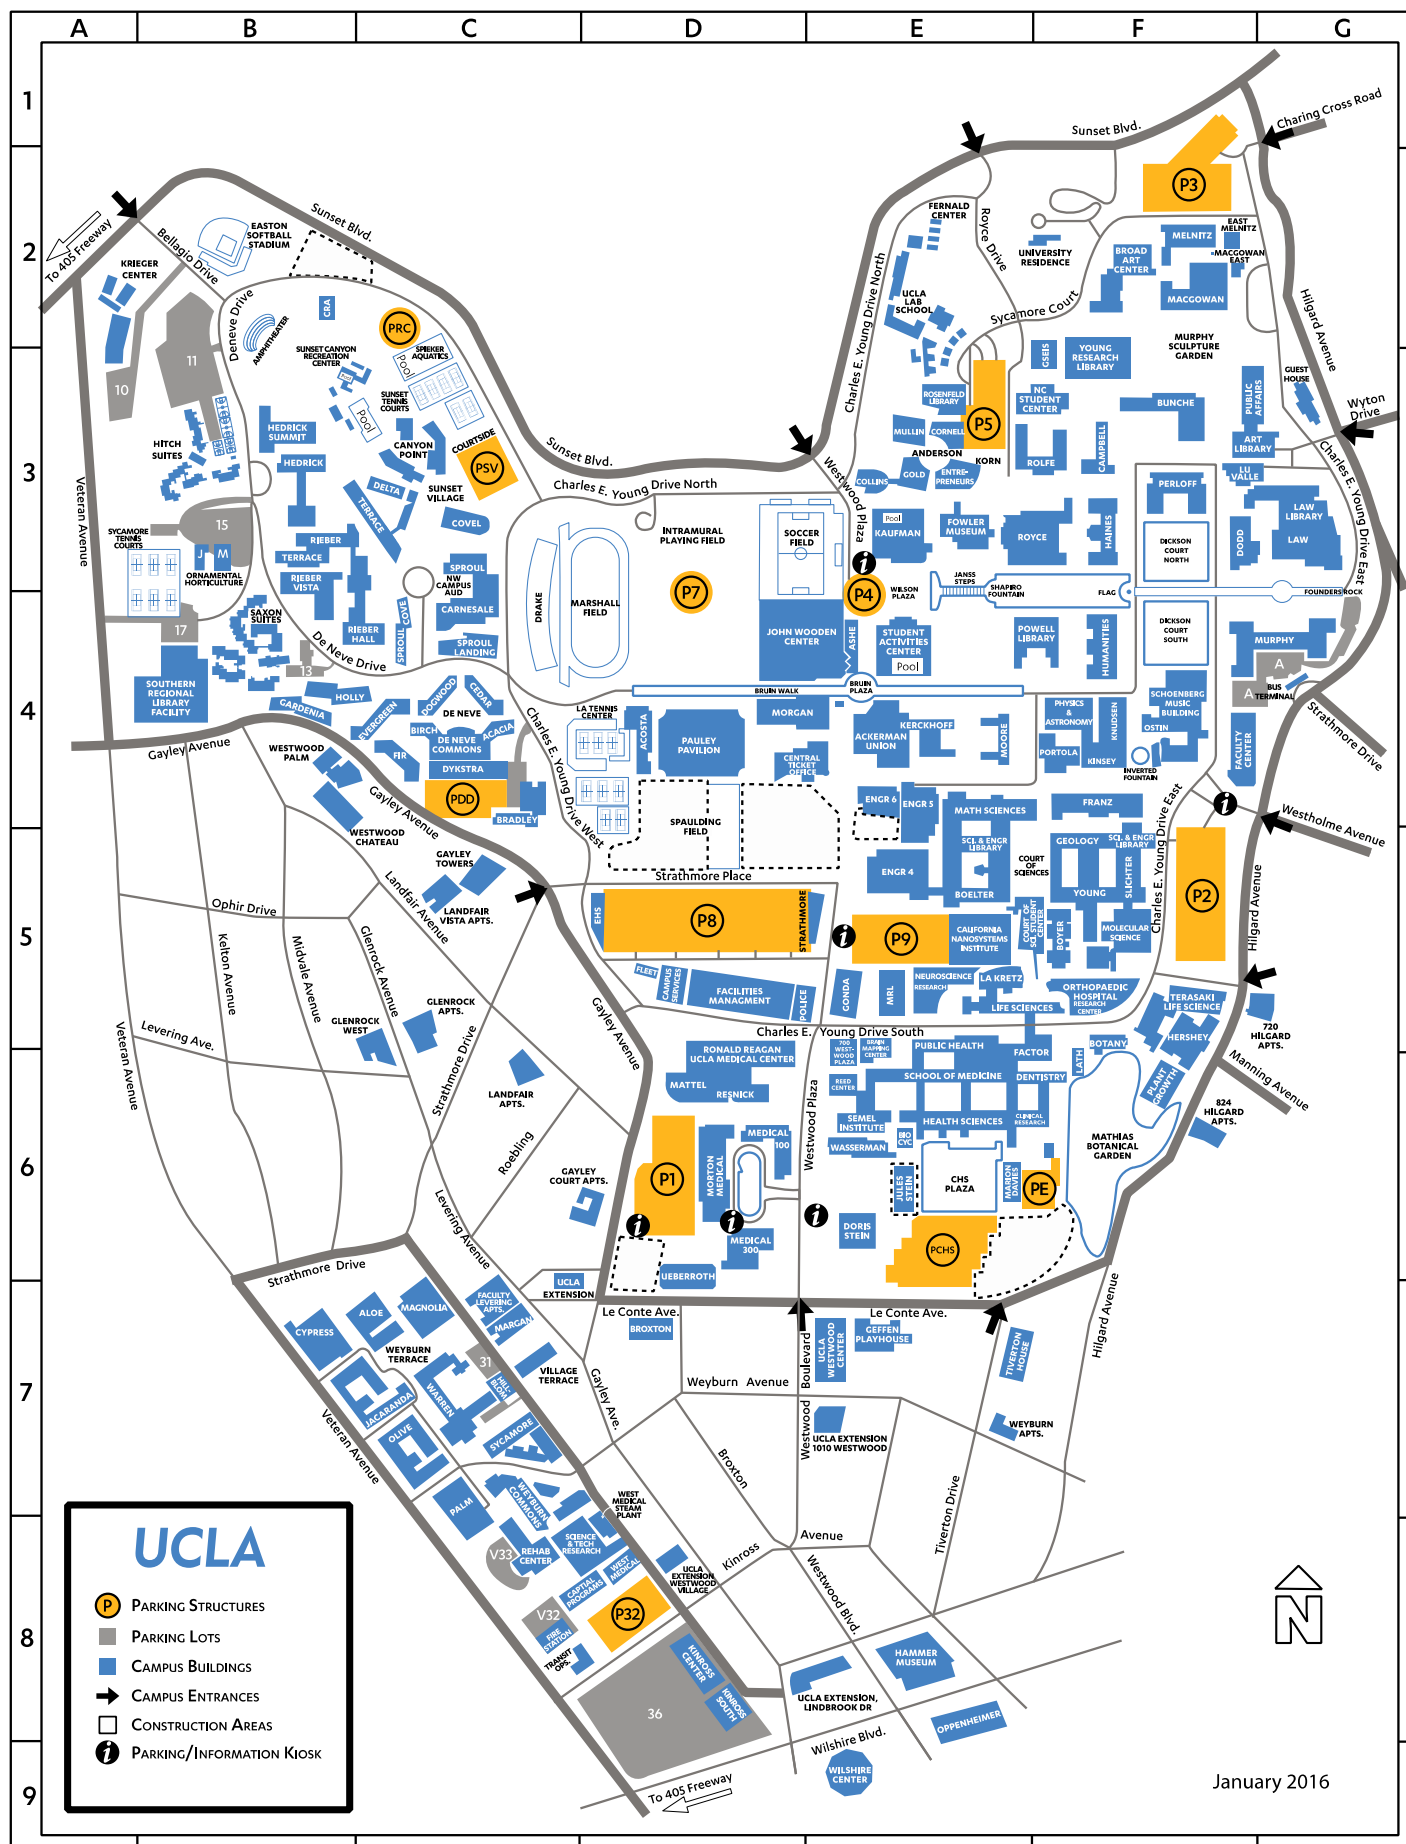 A B C D E F G
1
Charing Cross Road
Sunset Blvd.
P3
2
To 405 Freeway
Bellagio Drive
EASTON
SOFTBALL
STADIUM
Sunset Blvd.
KRIEGER
CENTER
Deneve Drive
AMPHITHEATER
CRA
PRC
SPIEKER
AQUATICS
Pool
SUNSET CANYON
RECREATION
CENTER
Pool
FERNALD
CENTER
Royce Drive
UNIVERSITY
RESIDENCE
UCLA
LAB
SCHOOL
Charles E. Young Drive North
Sycamore Court
BROAD
ART
CENTER
MELNITZ
EAST
MELNITZ
MACGOWAN
EAST
MACGOWAN
MURPHY
SCULPTURE
GARDEN
Hilgard Avenue
3
10
11
HITCH
SUITES
HEDRICK
SUMMIT
HEDRICK
SUNSET
TENNIS
COURTS
Pool
CANYON
POINT
COURTSIDE
PSV
DELTA
TERRACE
SUNSET
VILLAGE
COVEL
Sunset Blvd.
Charles E. Young Drive North
Westwood Plaza
GSEIS
YOUNG
RESEARCH
LIBRARY
NC
STUDENT
CENTER
ROSENFELD
LIBRARY
P5
MULLIN
CORNELL
ANDERSON
KORN
COLLINS
GOLD
ENTRE-
PRENEURS
ROLFE
CAMPBELL
BUNCHE
PUBLIC
AFFAIRS
GUEST
HOUSE
Wyton
Drive
ART
LIBRARY
LU
VALLE
Charles E. Young Drive East
PERLOFF
LAW
LIBRARY
LAW
DODD
Veteran Avenue
SYCAMORE
TENNIS
COURTS
15
J M
ORNAMENTAL
HORTICULTURE
RIEBER
TERRACE
RIEBER
VISTA
SPROUL
NW
CAMPUS
AUD
CARNESALE
DRAKE
MARSHALL
FIELD
INTRAMURAL
PLAYING FIELD
P7
SOCCER
FIELD
Pool
KAUFMAN
FOWLER
MUSEUM
ROYCE
HAINES
DICKSON
COURT
NORTH
P4
WILSON
PLAZA
JANSS
STEPS
SHAPIRO
FOUNTAIN
FLAG
FOUNDERS ROCK
17
SAXON
SUITES
13
De Neve Drive
RIEBER
HALL
SPROUL
COVE
SPROUL
LANDING
JOHN WOODEN
CENTER
ASHE
STUDENT
ACTIVITIES
CENTER
Pool
POWELL
LIBRARY
HUMANITIES
DICKSON
COURT
SOUTH
MURPHY
A
A
BUS
TERMINAL
Strathmore Drive
4
SOUTHERN
REGIONAL
LIBRARY
FACILITY
Gayley Avenue
GARDENIA
HOLLY
EVERGREEN
DOGWOOD
CEDAR
DE NEVE
BIRCH
ACACIA
DE NEVE
COMMONS
FIR
DYKSTRA
PDD
BRADLEY
Charles E. Young Drive West
LA TENNIS
CENTER
ACOSTA
BRUIN WALK
BRUIN
PLAZA
PAULEY
PAVILION
MORGAN
CENTRAL
TICKET
OFFICE
KERCKHOFF
ACKERMAN
UNION
MOORE
PHYSICS
&
ASTRONOMY
KNUDSEN
PORTOLA
KINSEY
SCHOENBERG
MUSIC
BUILDING
OSTIN
INVERTED
FOUNTAIN
FACULTY
CENTER
WESTWOOD
PALM
WESTWOOD
CHATEAU
Gayley Avenue
SPAULDING
FIELD
ENGR 6
ENGR 5
MATH SCIENCES
FRANZ
Westholme Avenue
5
Ophir Drive
GAYLEY
TOWERS
LANDFAIR
VISTA APTS.
Landfair Avenue
Strathmore Place
SCI. & ENGR
LIBRARY
ENGR 4
BOELTER
COURT
OF
SCIENCES
GEOLOGY
SCI. & ENGR
LIBRARY
YOUNG
SLICHTER
Charles E. Young Drive East
P2
Hilgard Avenue
EHS
P8
STRATHMORE
P9
CALIFORNIA
NANOSYSTEMS
INSTITUTE
COURT OF
SCI. STUDENT
CENTER
BOYER
MOLECULAR
SCIENCE
Kelton Avenue
Midvale Avenue
Glenrock Avenue
Levering Ave.
Veteran Avenue
GLENROCK
WEST
GLENROCK
APTS.
Strathmore Drive
Gayley Avenue
FLEET
CAMPUS
SERVICES
FACILITIES
MANAGMENT
POLICE
GONDA
MRL
NEUROSCIENCE
RESEARCH
LA KRETZ
LIFE SCIENCES
ORTHOPAEDIC
HOSPITAL
RESEARCH
CENTER
TERASAKI
LIFE SCIENCE
HERSHEY
720
HILGARD
APTS.
Charles E. Young Drive South
6
LANDFAIR
APTS.
Roebling
GAYLEY
COURT APTS.
Levering Avenue
RONALD REAGAN
UCLA MEDICAL CENTER
MATTEL
RESNICK
P1
MORTON
MEDICAL
MEDICAL
100
MEDICAL
300
UEBERROTH
Westwood Plaza
700
WEST-
WOOD
PLAZA
BRAIN
MAPPING
CENTER
PUBLIC HEALTH
FACTOR
REED
CENTER
SCHOOL OF MEDICINE
DENTISTRY
SEMEL
INSTITUTE
HEALTH SCIENCES
CLINICAL
RESEARCH
BIO
CYC
WASSERMAN
JULES
STEIN
CHS
PLAZA
MARION
DAVIES
PE
DORIS
STEIN
PCHS
LATH
BOTANY
PLANT
GROWTH
MATHIAS
BOTANICAL
GARDEN
Manning Avenue
824
HILGARD
APTS.
Strathmore Drive
UCLA
EXTENSION
Le Conte Ave.
Le Conte Ave.
7
CYPRESS
ALOE
MAGNOLIA
WEYBURN
TERRACE
FACULTY
LEVERING
APTS.
MARGAN
31
HILL-
BLOM
VILLAGE
TERRACE
JACARANDA
WARREN
OLIVE
SYCAMORE
PALM
WEYBURN
COMMONS
Veteran Avenue
Gayley Ave.
BROXTON
Weyburn Avenue
Broxton
Westwood
Boulevard
UCLA
WESTWOOD
CENTER
GEFFEN
PLAYHOUSE
UCLA EXTENSION
1010 WESTWOOD
TIVERTON
HOUSE
WEYBURN
APTS.
Tiverton Drive
Hilgard Avenue
8
WEST
MEDICAL
STEAM
PLANT
V33
REHAB
CENTER
SCIENCE
& TECH
RESEARCH
WEST
MEDICAL
CAPTIAL
PROGRAMS
V32
FIRE
STATION
TRANSIT
OPS.
P32
UCLA
EXTENSION
WESTWOOD
VILLAGE
Kinross
Avenue
Westwood Blvd.
KINROSS
CENTER
KINROSS
SOUTH
36
UCLA EXTENSION,
LINDBROOK DR
HAMMER
MUSEUM
OPPENHEIMER
Wilshire Blvd.
N
9
WILSHIRE
CENTER
To 405 Freeway
January 2016
UCLA
P PARKING STRUCTURES
PARKING LOTS
CAMPUS BUILDINGS
CAMPUS ENTRANCES
CONSTRUCTION AREAS
i PARKING/INFORMATION KIOSK